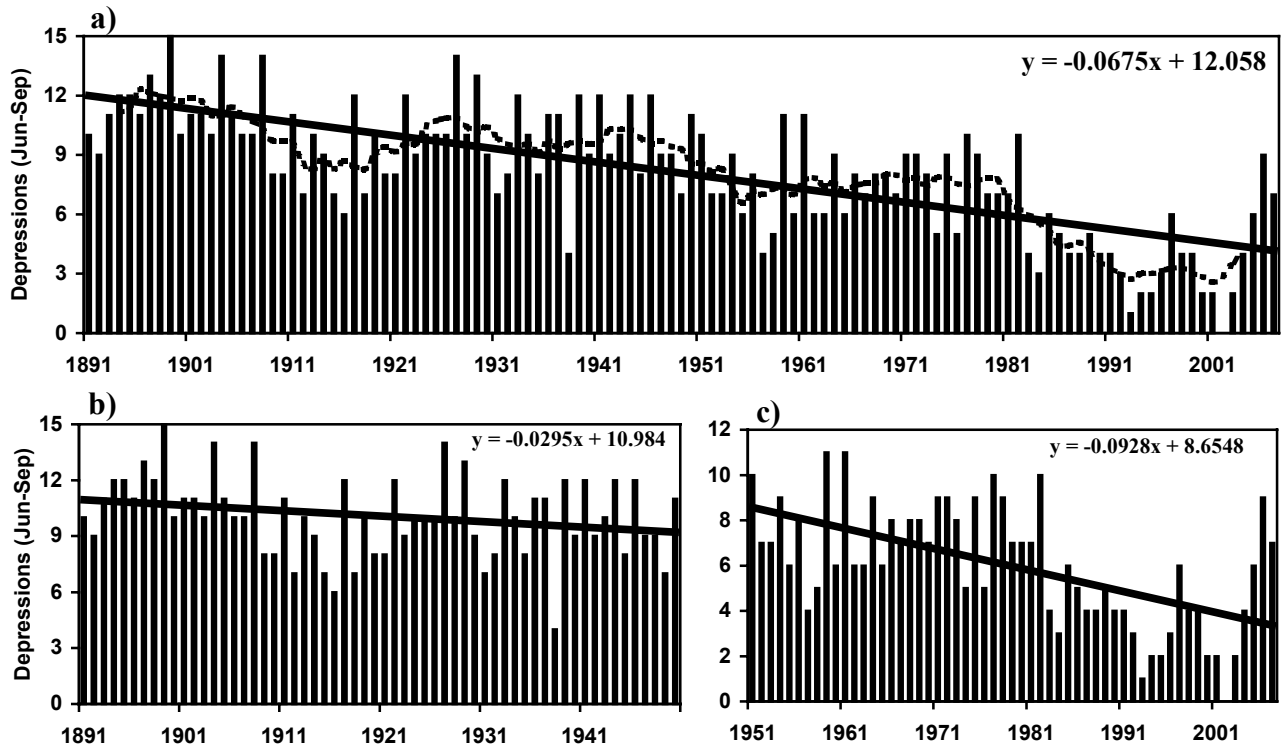 a)
y = -0.0675x + 12.058
Depressions (Jun-Sep)
15
12
9
6
3
0
1891 1901 1911 1921 1931 1941 1951 1961 1971 1981 1991 2001
b)
y = -0.0295x + 10.984
Depressions (Jun-Sep)
15
12
9
6
3
0
1891 1901 1911 1921 1931 1941
c)
y = -0.0928x + 8.6548
12
10
8
6
4
2
0
1951 1961 1971 1981 1991 2001